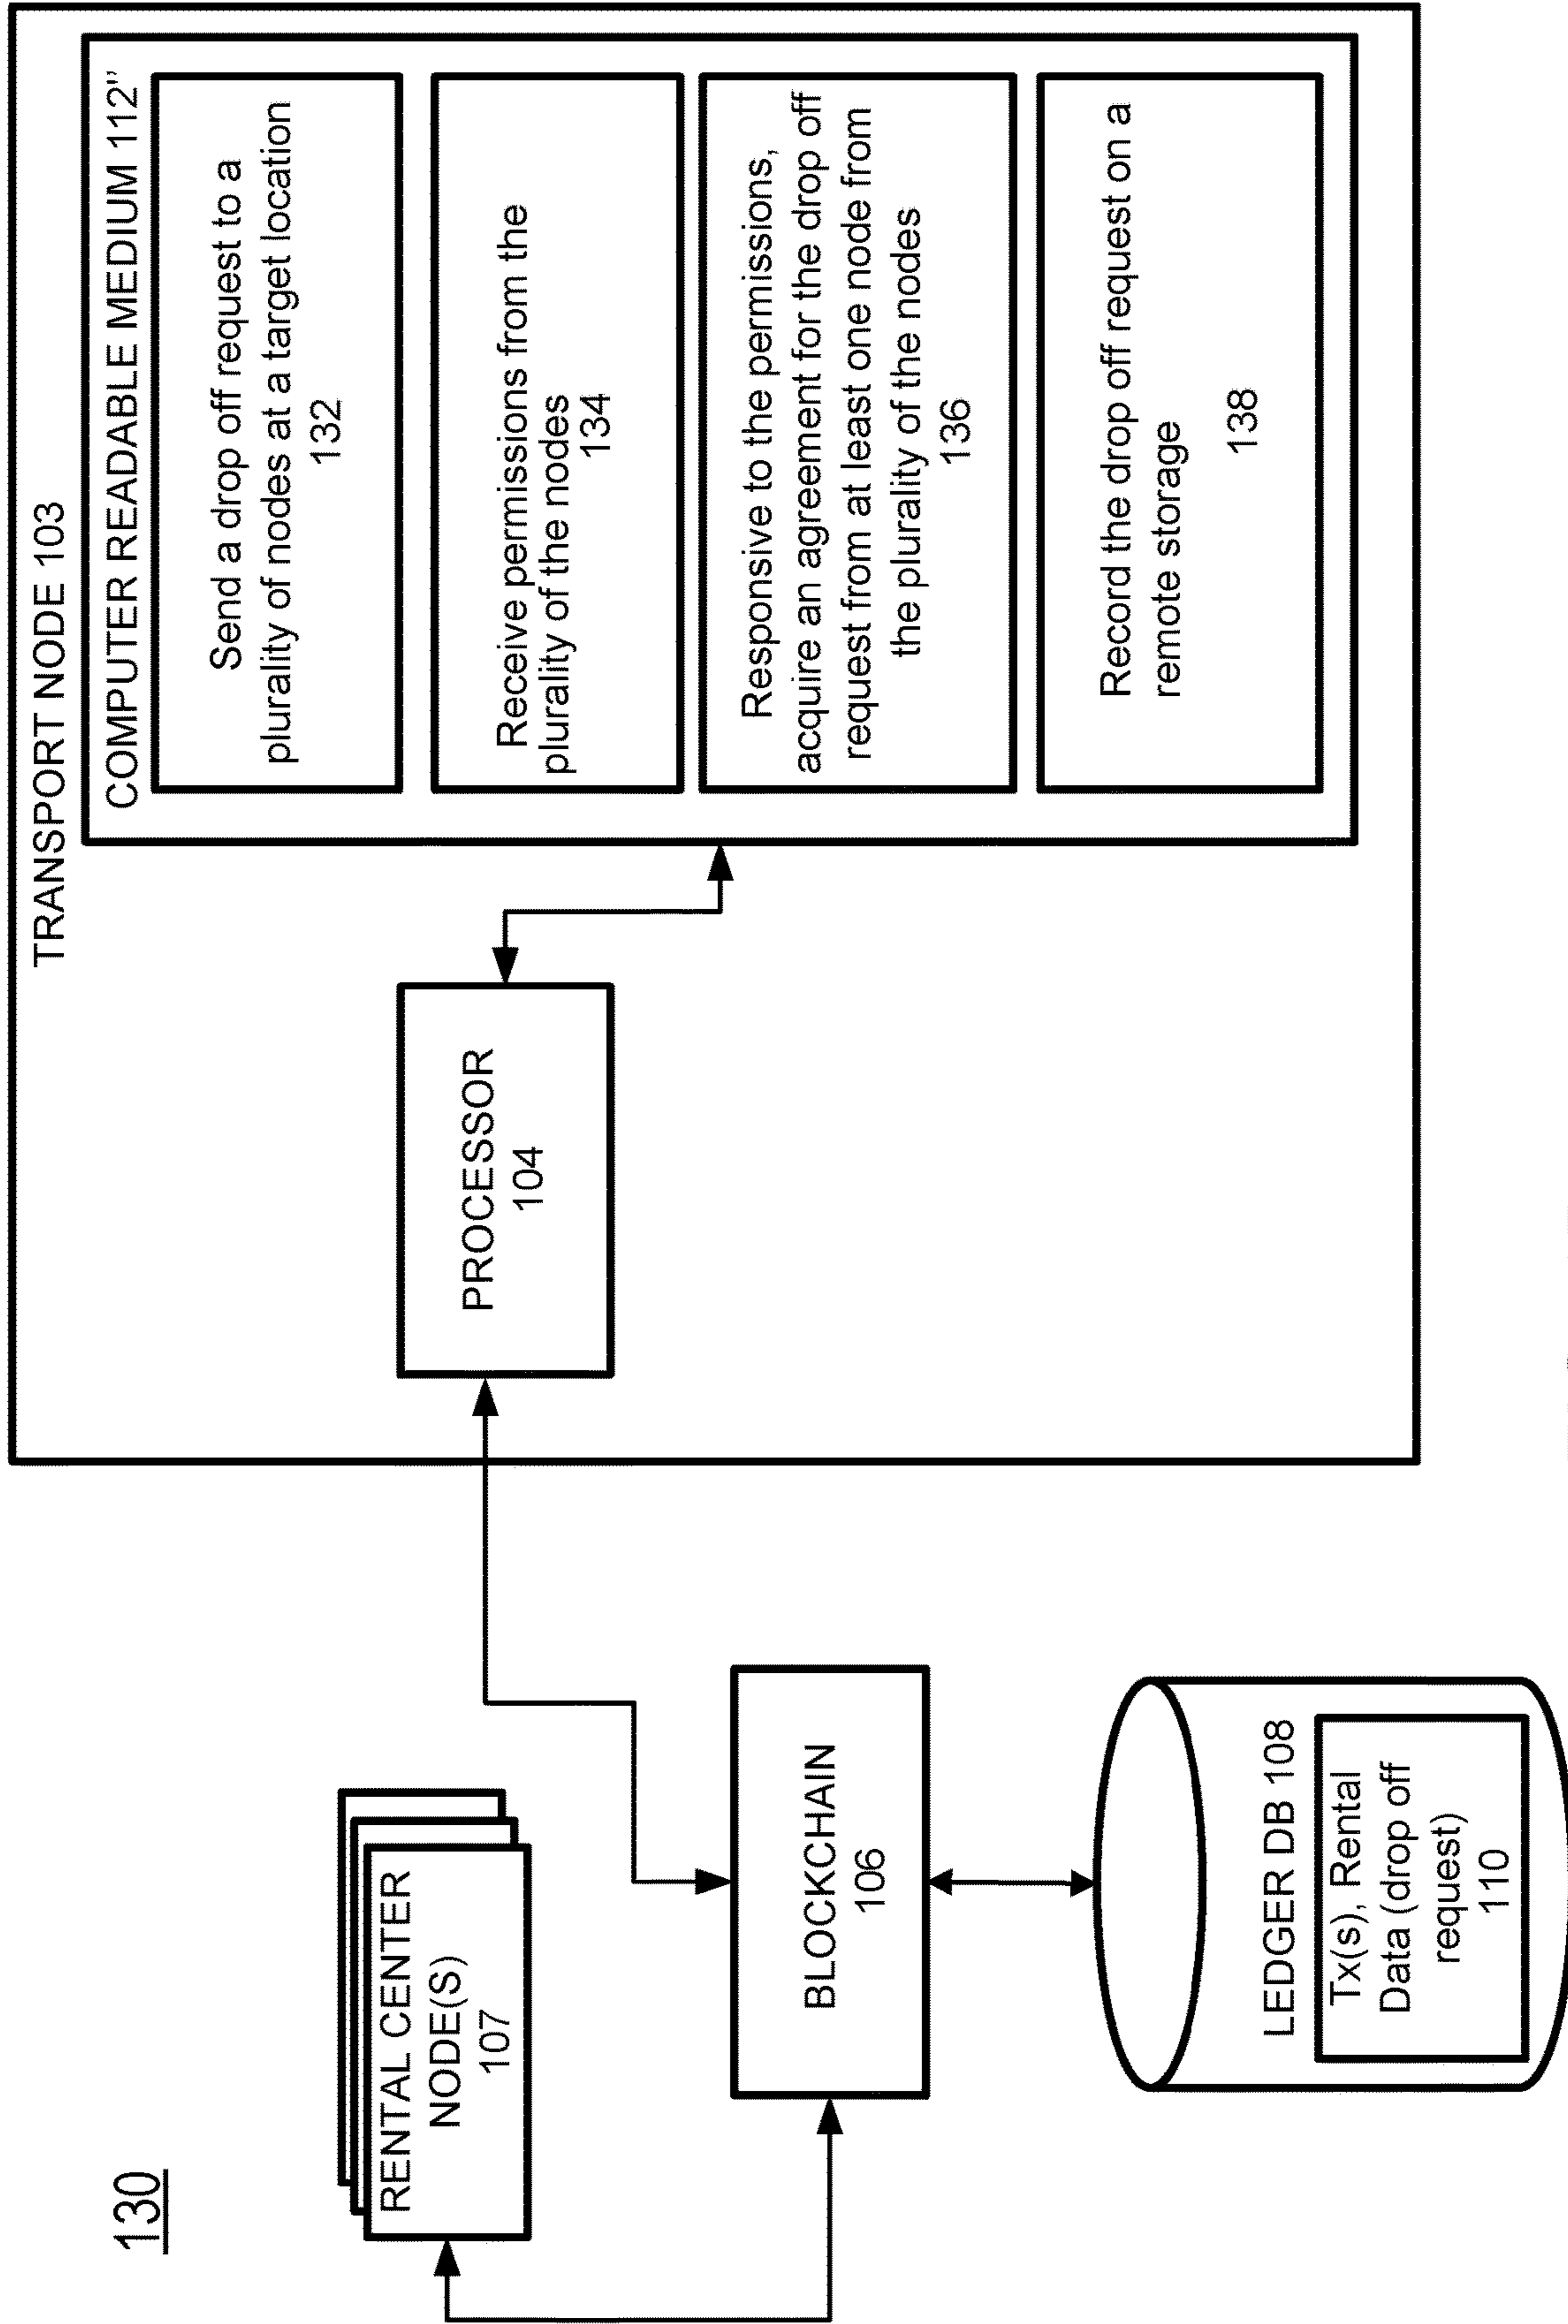 130
TRANSPORT NODE 103
COMPUTER READABLE MEDIUM 112"
Send a drop off request to a
plurality of nodes at a target location
132
Receive permissions from the
plurality of the nodes
134
Responsive to the permissions,
acquire an agreement for the drop off
request from at least one node from
the plurality of the nodes
136
Record the drop off request on a
remote storage
138
PROCESSOR
104
RENTAL CENTER
NODE(S)
107
BLOCKCHAIN
106
LEDGER DB 108
Tx(s), Rental
Data (drop off
request)
110